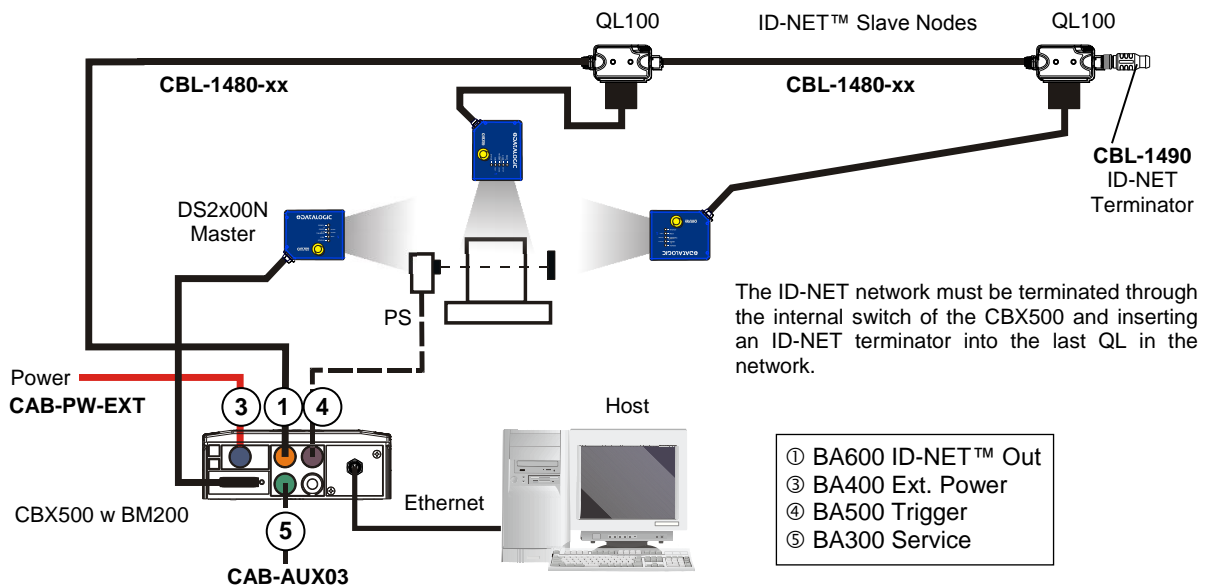 QL100
ID-NET™ Slave Nodes
QL100
CBL-1480-xx
CBL-1480-xx
CBL-1490
ID-NET
Terminator
DATALOGIC
DS2x00N
Master
DATALOGIC
DATALOGIC
PS
The ID-NET network must be terminated through
the internal switch of the CBX500 and inserting
an ID-NET terminator into the last QL in the
network.
Power
CAB-PW-EXT
3
1
4
Host
CBX500 w BM200
Ethernet
5
CAB-AUX03
① BA600 ID-NET™ Out
③ BA400 Ext. Power
④ BA500 Trigger
⑤ BA300 Service